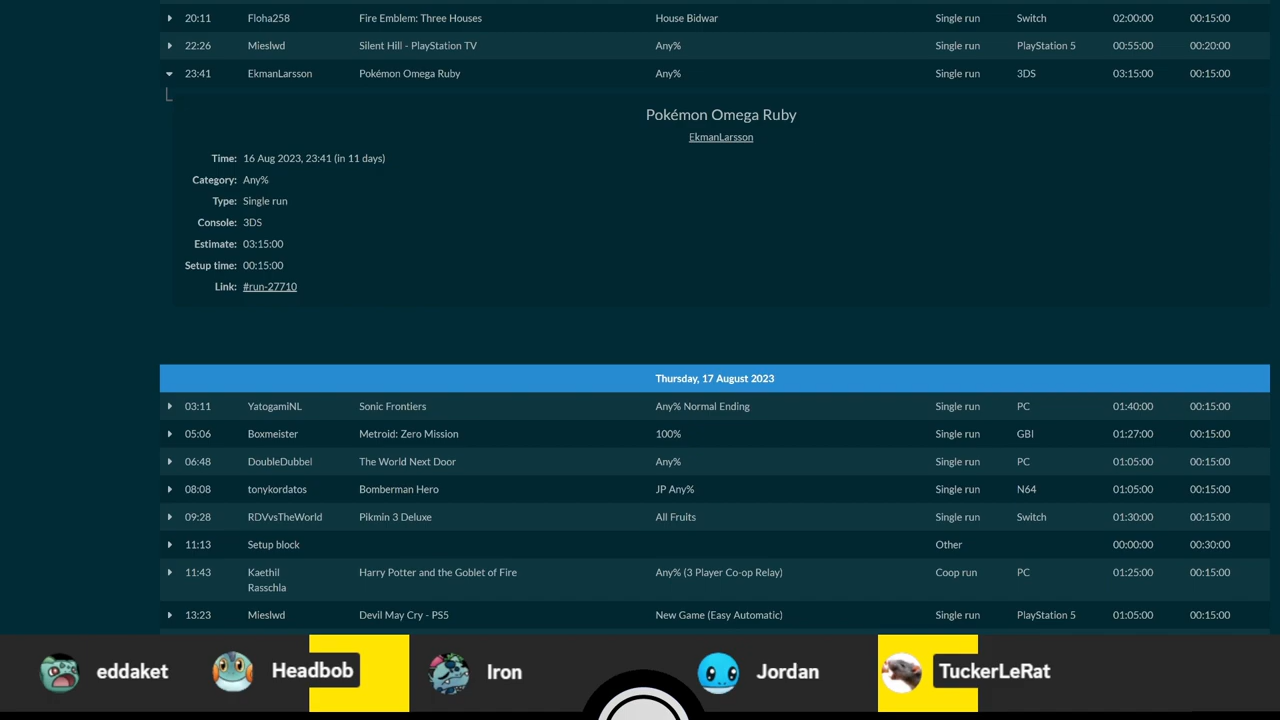 20:11 Floha258 Fire Emblem: Three Houses House Bidwar Single run Switch 02:00:00 00:15:00
22:26 Mieslwd Silent Hill - PlayStation TV Any% Single run PlayStation 5 00:55:00 00:20:00
23:41 EkmanLarsson Pokémon Omega Ruby Any% Single run 3DS 03:15:00 00:15:00
Pokémon Omega Ruby
EkmanLarsson
Time: 16 Aug 2023, 23:41 (in 11 days)
Category: Any%
Type: Single run
Console: 3DS
Estimate: 03:15:00
Setup time: 00:15:00
Link: #run-27710
Thursday, 17 August 2023
03:11 YatogamiNL Sonic Frontiers Any% Normal Ending Single run PC 01:40:00 00:15:00
05:06 Boxmeister Metroid: Zero Mission 100% Single run GBI 01:27:00 00:15:00
06:48 DoubleDubbel The World Next Door Any% Single run PC 01:05:00 00:15:00
08:08 tonykordatos Bomberman Hero JP Any% Single run N64 01:05:00 00:15:00
09:28 RDVvsTheWorld Pikmin 3 Deluxe All Fruits Single run Switch 01:30:00 00:15:00
11:13 Setup block Other 00:00:00 00:30:00
11:43 Kaethil Harry Potter and the Goblet of Fire Any% (3 Player Co-op Relay) Coop run PC 01:25:00 00:15:00
Rasschla
13:23 Mieslwd Devil May Cry - PS5 New Game (Easy Automatic) Single run PlayStation 5 01:05:00 00:15:00
eddaket Headbob Iron Jordan TuckerLeRat